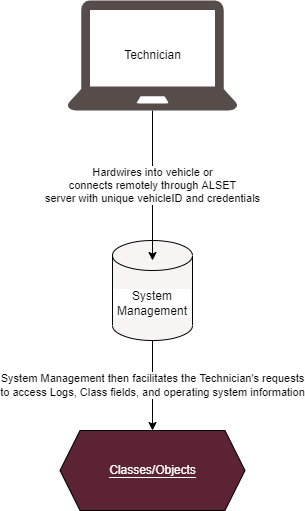 Technician
Hardwires into vehicle or
connects remotely through ALSET
server with unique vehicleID and credentials
System
Management
System Management then facilitates the Technician's requests
to access Logs, Class fields, and operating system information
Classes/Objects